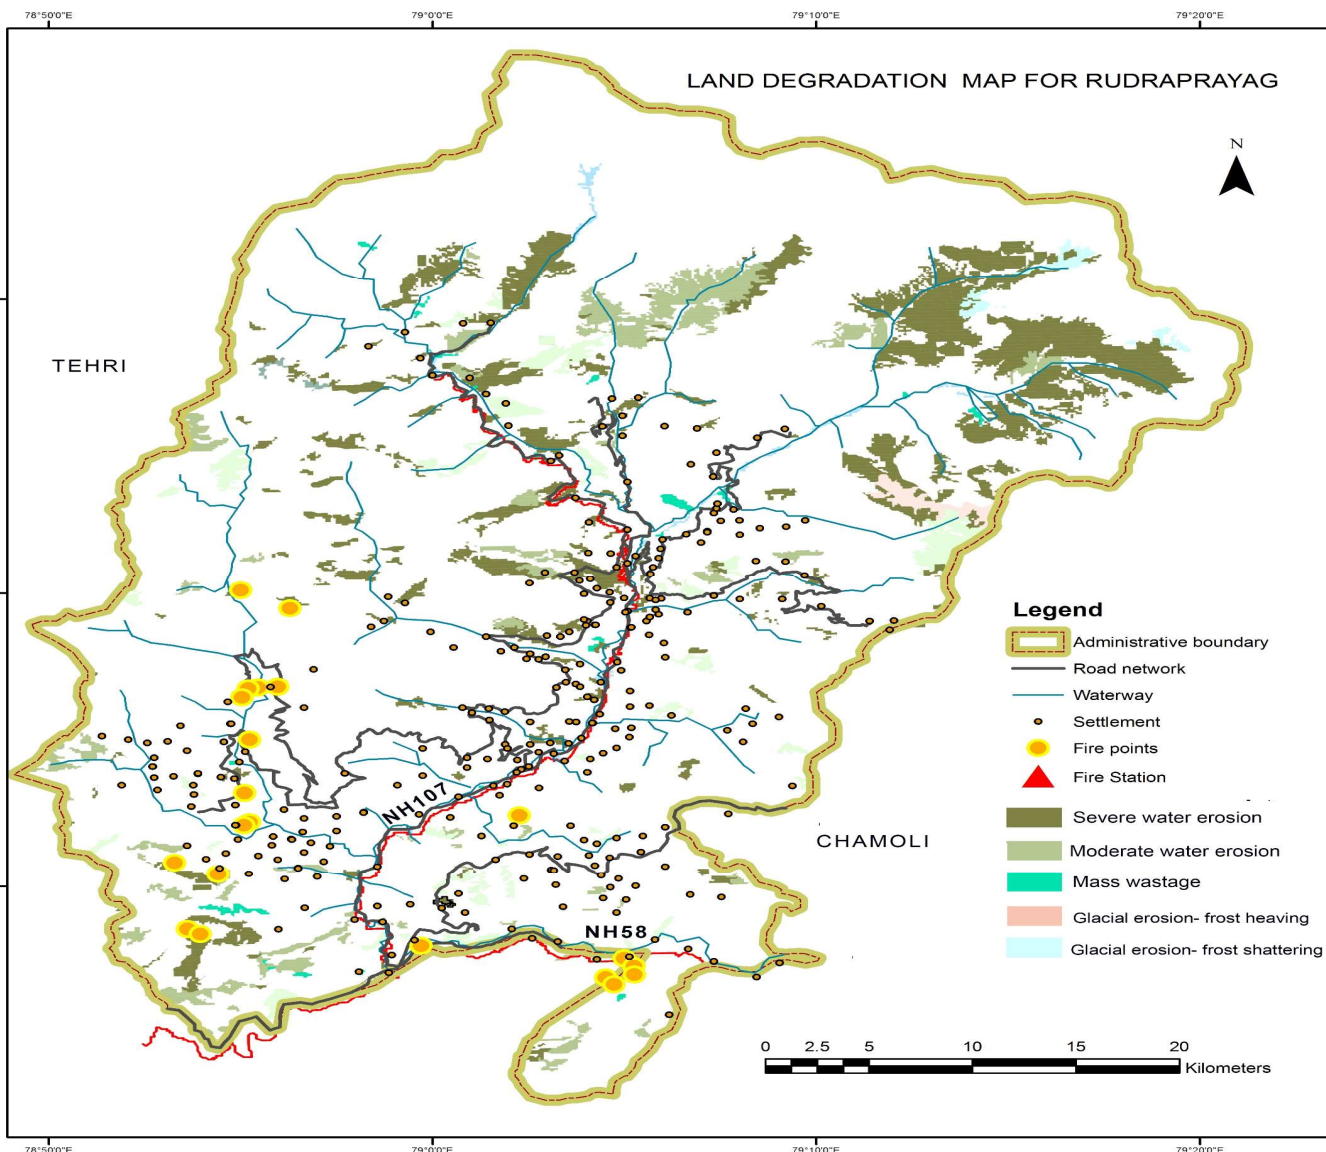 78°50'0"E 79°0'0"E 79°10'0"E 79°20'0"E
LAND DEGRADATION MAP FOR RUDRAPRAYAG
N
TEHRI
Legend
Administrative boundary
Road network
Waterway
Settlement
Fire points
Fire Station
Severe water erosion
Moderate water erosion
Mass wastage
Glacial erosion- frost heaving
Glacial erosion- frost shattering
NH107
CHAMOLI
NH58
0 2.5 5 10 15 20
Kilometers
78°50'0"E 79°0'0"E 79°10'0"E 79°20'0"E